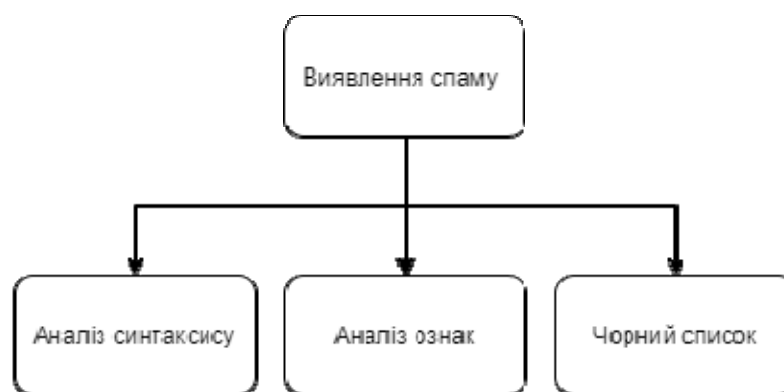 Виявлення спаму
Аналіз синтаксису
Аналіз ознак
Чорний список